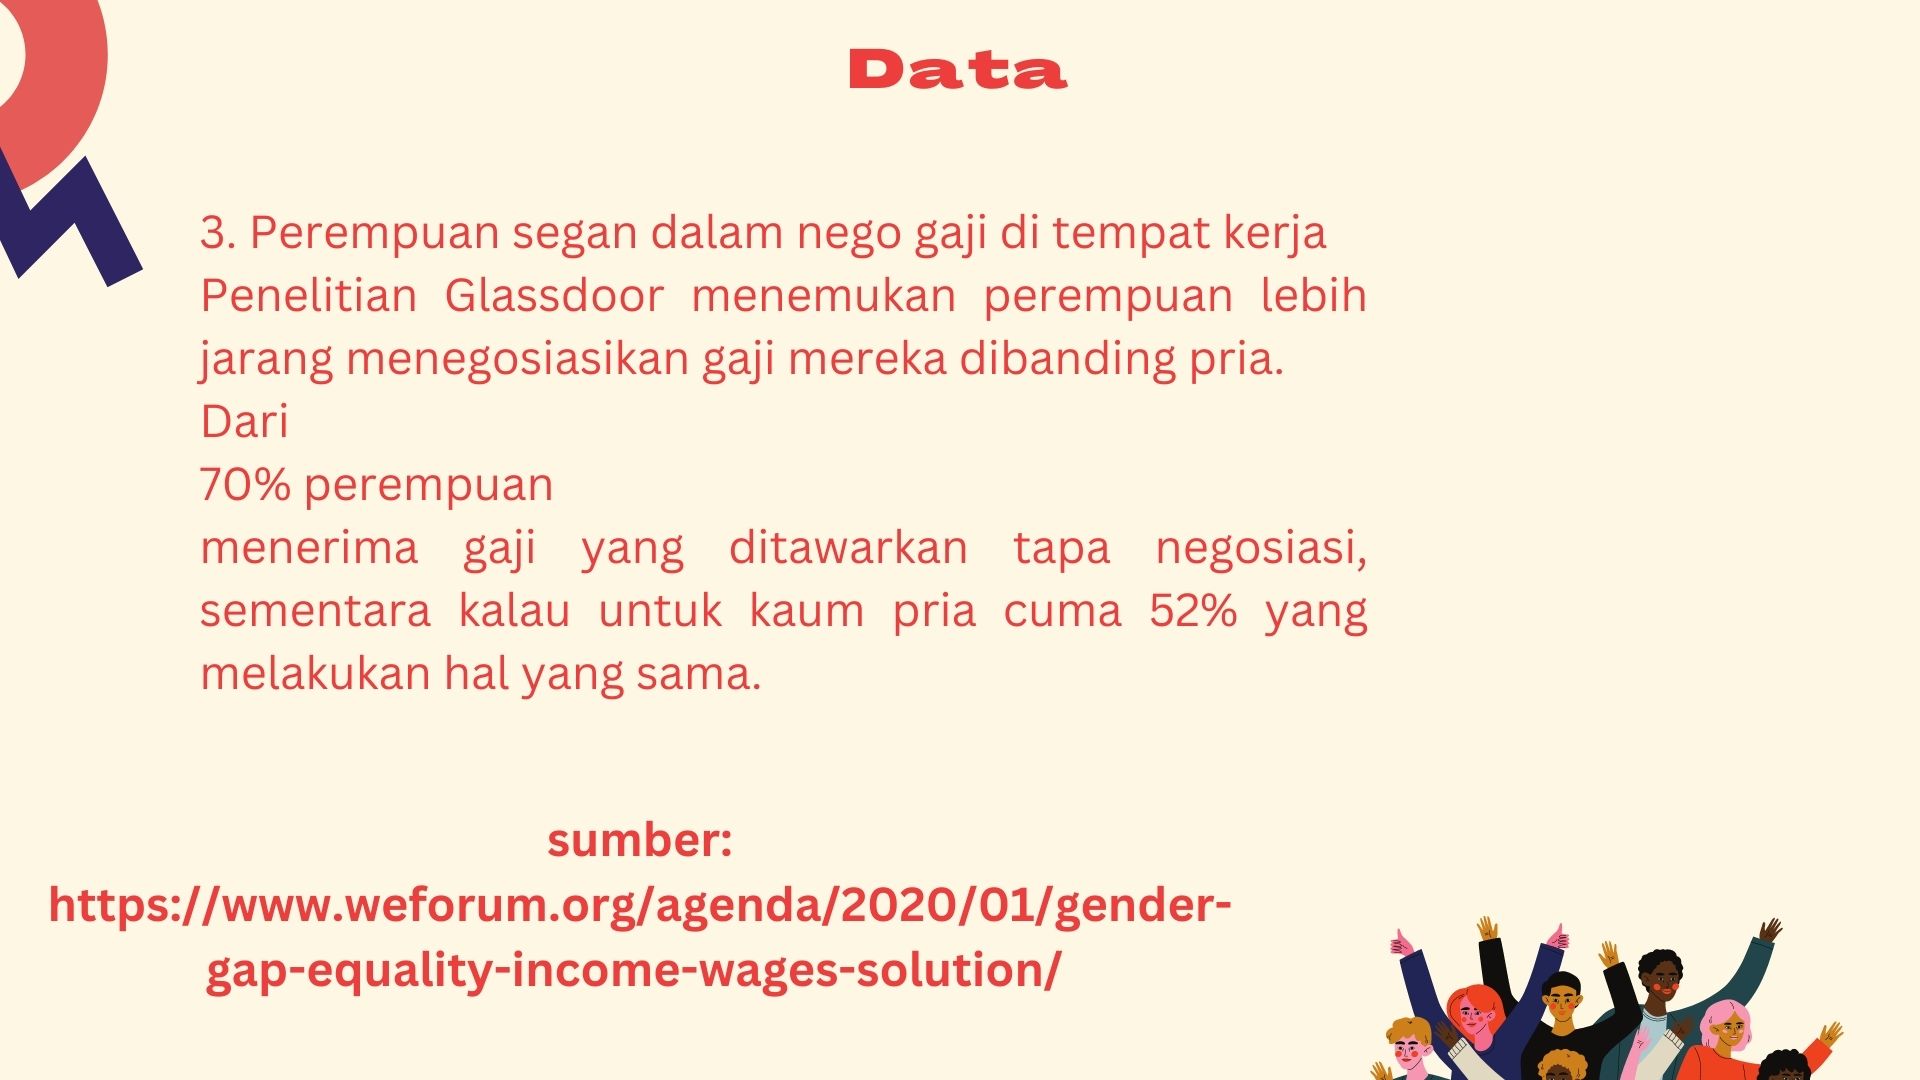 Data
3. Perempuan segan dalam nego gaji di tempat kerja
Penelitian Glassdoor menemukan perempuan lebih
jarang menegosiasikan gaji mereka dibanding pria.
Dari
70% perempuan
menerima gaji yang ditawarkan tapa negosiasi,
sementara kalau untuk kaum pria cuma 52% yang
melakukan hal yang sama.
sumber:
https://www.weforum.org/agenda/2020/01/gender-
gap-equality-income-wages-solution/